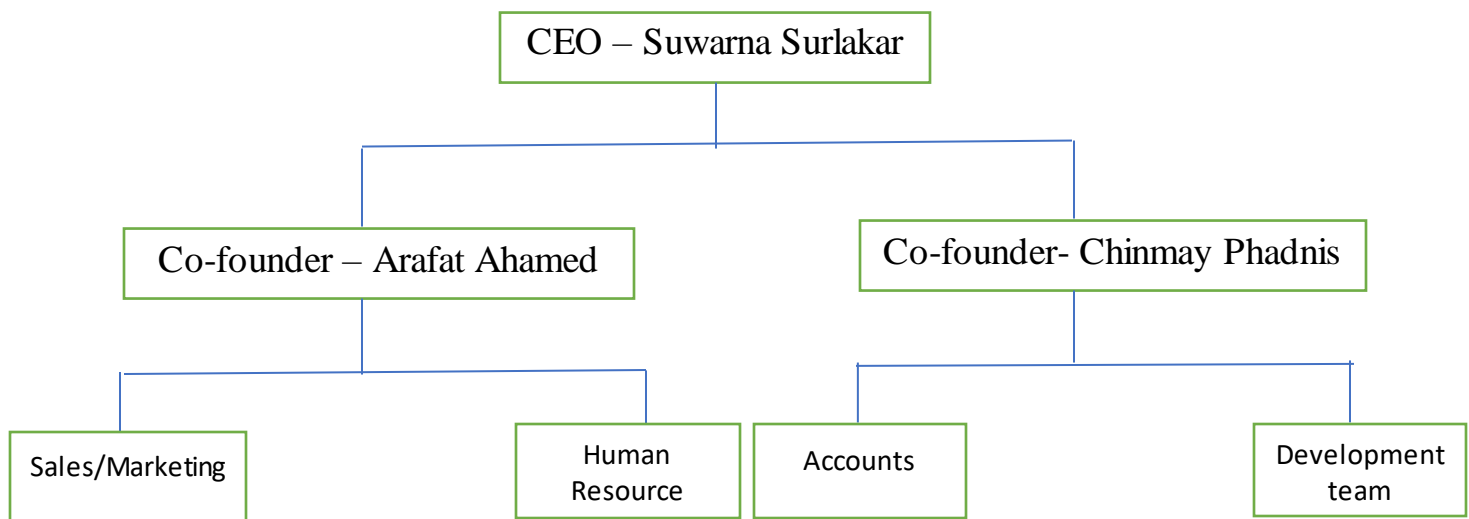 CEO – Suwarna Surlakar
Co-founder – Arafat Ahamed
Co-founder- Chinmay Phadnis
Sales/Marketing
Human
Resource
Accounts
Development
team